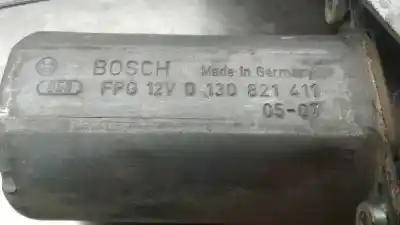 BOSCH Made in Germany
FPG 12V 0 130 821 411
05-07